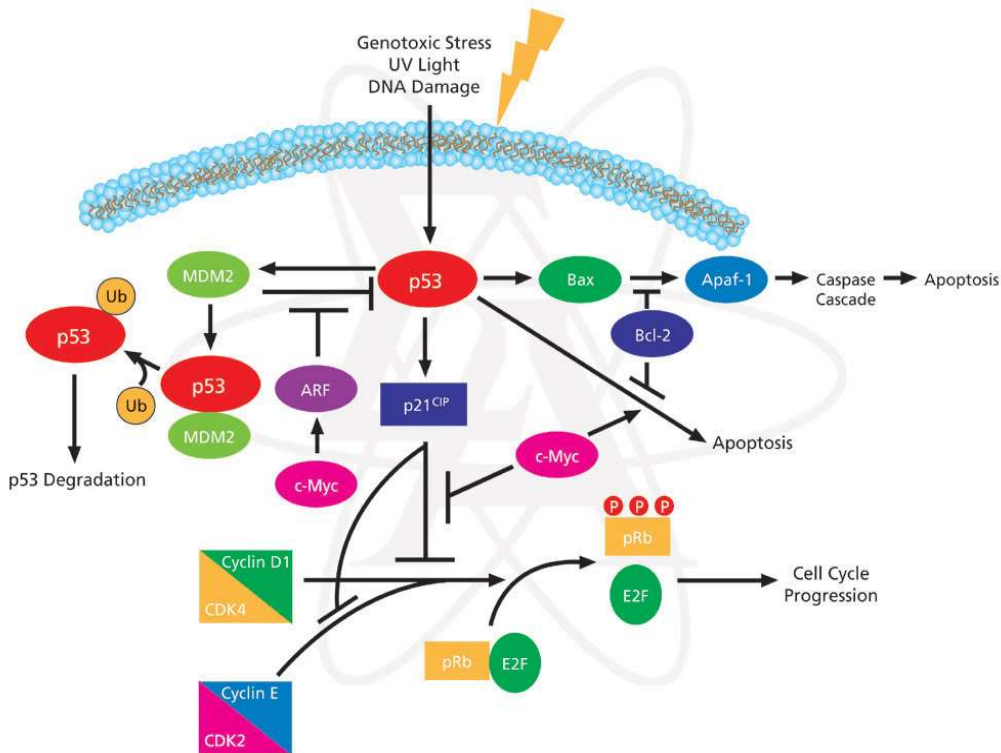 Genotoxic Stress
UV Light
DNA Damage
MDM2
p53
Bax
Apaf-1
Caspase
Cascade
Apoptosis
Ub
p53
Bcl-2
p53
ARF
p21CIP
Ub
MDM2
c-Myc
c-Myc
Apoptosis
p53 Degradation
P P P
pRb
Cyclin D1
CDK4
E2F
Cell Cycle
Progression
pRb
E2F
Cyclin E
CDK2